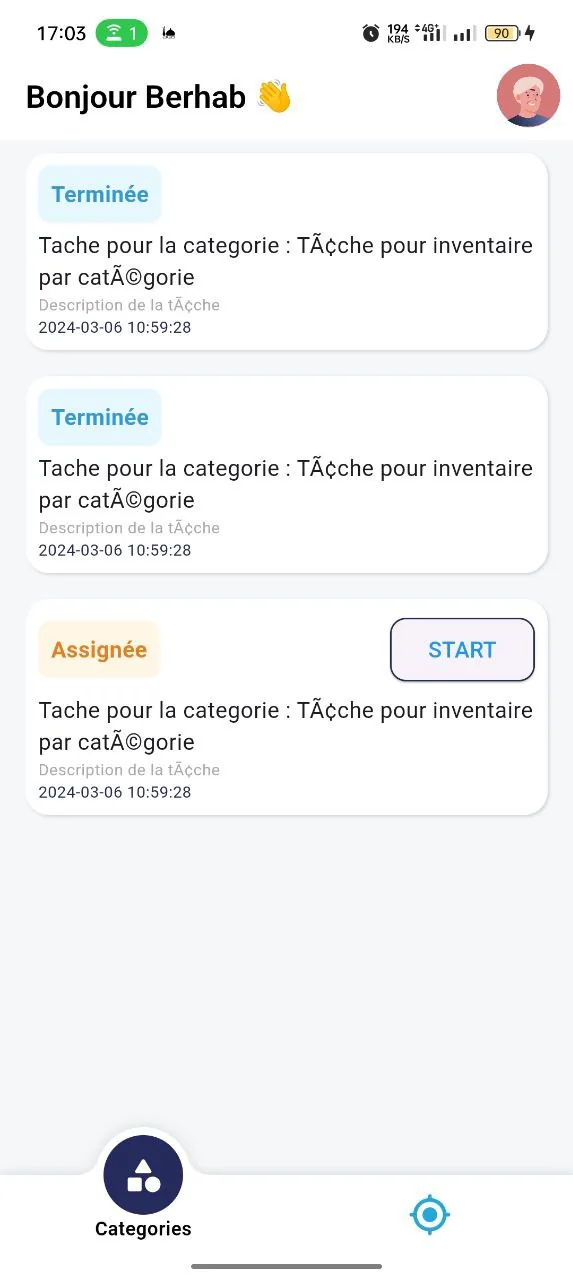 17:03 1 194 KB/S 4G+ 90
Bonjour Berhab 👋
Terminée
Tache pour la categorie : TÃ¢che pour inventaire
par catÃ©gorie
Description de la tÃ¢che
2024-03-06 10:59:28
Terminée
Tache pour la categorie : TÃ¢che pour inventaire
par catÃ©gorie
Description de la tÃ¢che
2024-03-06 10:59:28
Assignée START
Tache pour la categorie : TÃ¢che pour inventaire
par catÃ©gorie
Description de la tÃ¢che
2024-03-06 10:59:28
Categories